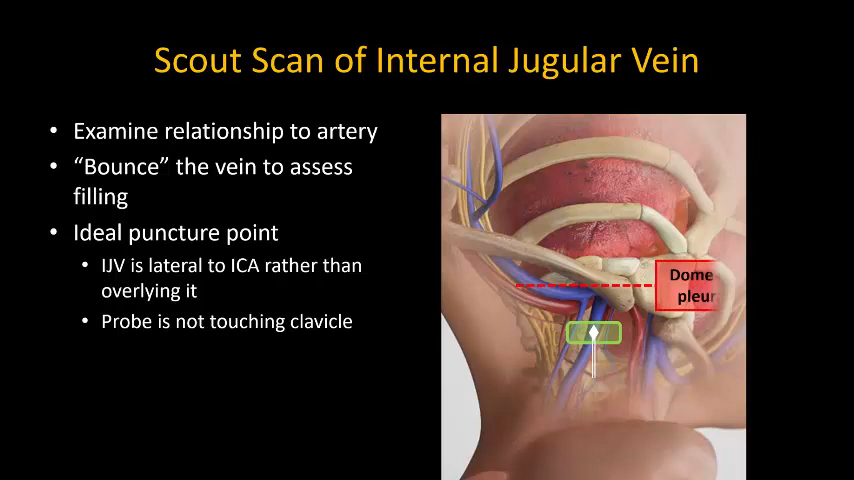 Scout Scan of Internal Jugular Vein
• Examine relationship to artery
• “Bounce” the vein to assess
filling
• Ideal puncture point
• IJV is lateral to ICA rather than
overlying it
• Probe is not touching clavicle
Dome